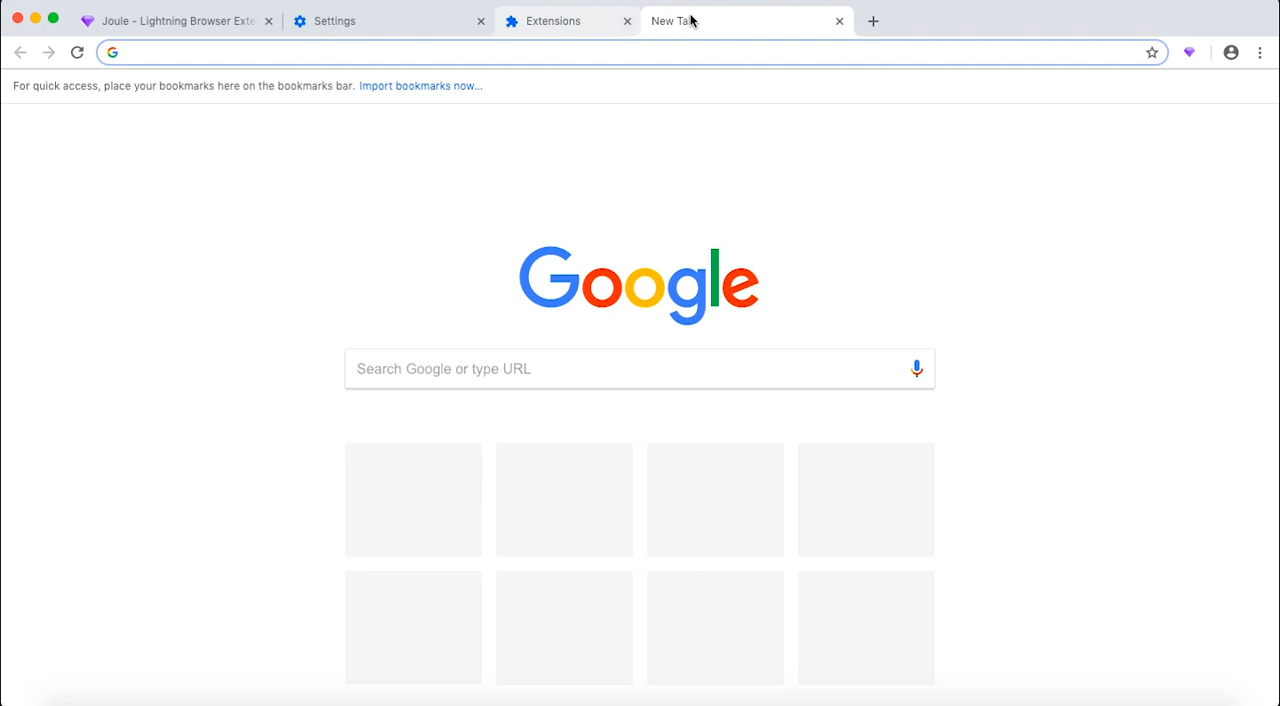 Joule - Lightning Browser Exte
Settings
Extensions
New Ta
For quick access, place your bookmarks here on the bookmarks bar. Import bookmarks now...
Google
Search Google or type URL